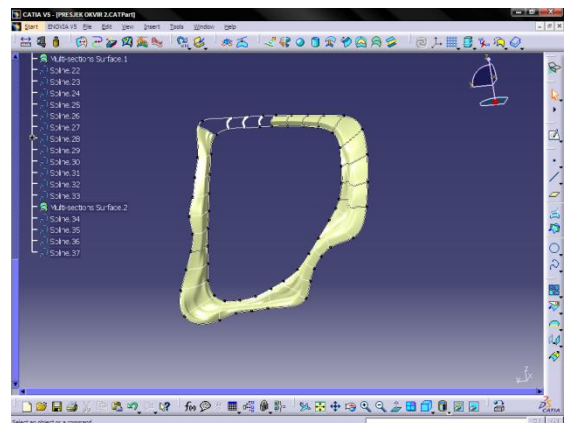 CATIA V5 - [PRESJEK OKVIR 2.CATPart]
Start ENOVIA V5 File Edit View Insert Tools Window Help
Multi-sections Surface.1
Spline.22
Spline.23
Spline.24
Spline.25
Spline.26
Spline.27
Spline.28
Spline.29
Spline.30
Spline.31
Spline.32
Spline.33
Multi-sections Surface.2
Spline.34
Spline.35
Spline.36
Spline.37
f(x)
CATIA
Select an object or a command